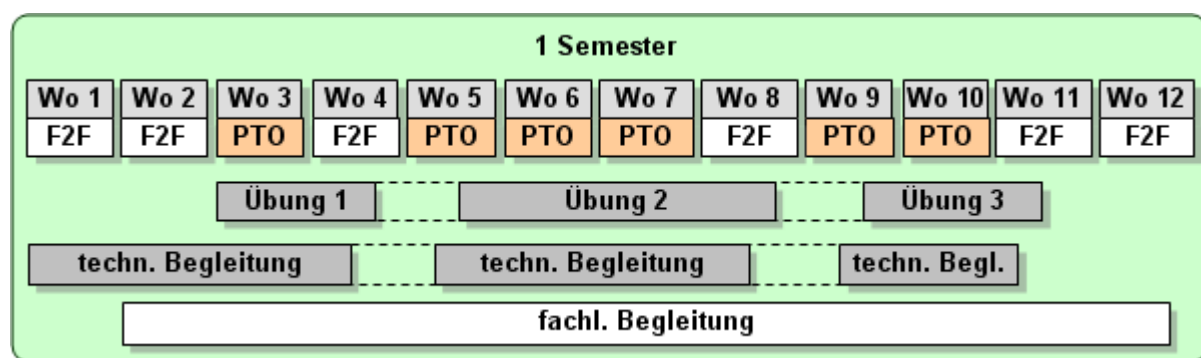 1 Semester
Wo 1 Wo 2 Wo 3 Wo 4 Wo 5 Wo 6 Wo 7 Wo 8 Wo 9 Wo 10 Wo 11 Wo 12
F2F F2F PTO F2F PTO PTO PTO F2F PTO PTO F2F F2F
Übung 1 Übung 2 Übung 3
techn. Begleitung techn. Begleitung techn. Begl.
fachl. Begleitung